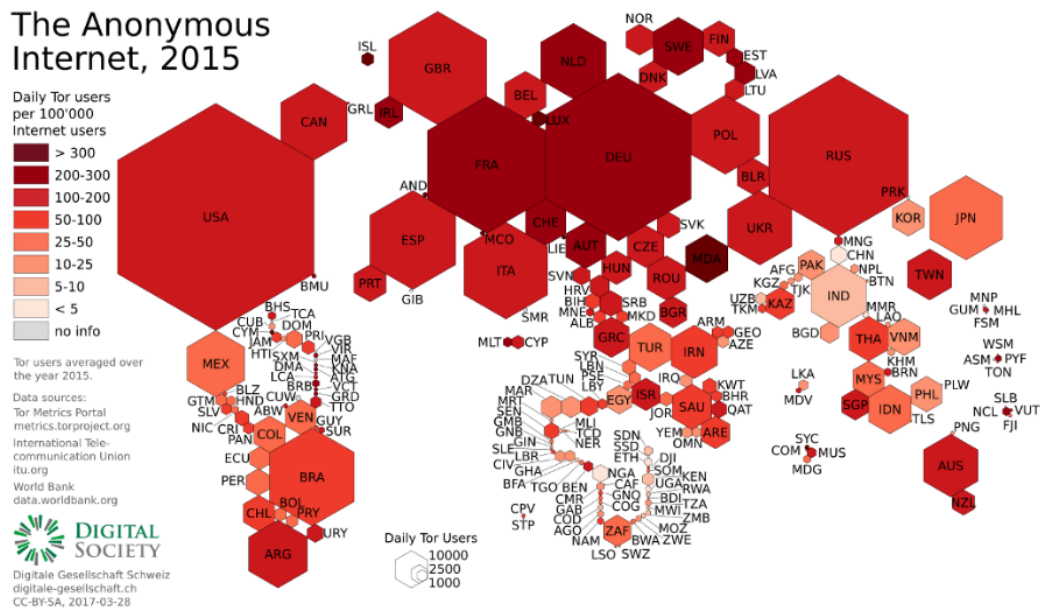 The Anonymous
Internet, 2015
Daily Tor users
per 100'000
Internet users
> 300
200-300
100-200
50-100
25-50
10-25
5-10
< 5
no info
Tor users averaged over
the year 2015.
Data sources:
Tor Metrics Portal
metrics.torproject.org
International Tele-
communication Union
itu.org
World Bank
data.worldbank.org
DIGITAL
SOCIETY
Digitale Gesellschaft Schweiz
digitale-gesellschaft.ch
CC-BY-SA, 2017-03-28
ISL
GBR
NLD
NOR
SWE
FIN
EST
LVA
LTU
DNK
BEL
IRL
GRL
CAN
LUX
FRA
DEU
POL
RUS
BLR
PRK
KOR
JPN
USA
AND
ESP
MCO
CHE
LIE
AUT
CZE
SVK
MDA
UKR
MNG
CHN
BMU
PRT
GIB
ITA
SMR
SVN
HUN
ROU
HRV
BIH
MNE
ALB
SRB
MKD
BGR
GRC
MLT
CYP
TUR
ARM
GEO
AZE
IRN
UZB
TKM
KAZ
KGZ
AFG
TJK
PAK
NPL
BTN
IND
TWN
BGD
MMR
LAO
THA
VNM
KHM
BRN
MYS
SGP
IDN
PHL
PLW
TLS
MNP
GUM
MHL
FSM
WSM
ASM
PYF
TON
SLB
NCL
VUT
FJI
PNG
AUS
NZL
LKA
MDV
SYC
COM
MUS
MDG
BHS
TCA
CUB
DOM
CYM
JAM
HTI
PRI
VGB
VIR
MAF
SXM
KNA
DMA
ATG
LCA
VCT
BRB
GRD
CUW
TTO
ABW
MEX
BLZ
GTM
HND
SLV
NIC
CRI
PAN
VEN
GUY
SUR
COL
ECU
PER
BRA
BOL
PRY
CHL
URY
ARG
SYR
LBN
PSE
LBY
EGY
ISR
JOR
IRQ
KWT
BHR
QAT
SAU
ARE
YEM
OMN
DZA
TUN
MAR
MRT
SEN
GMB
GNB
GIN
SLE
LBR
CIV
GHA
BFA
TGO
BEN
MLI
TCD
NER
NGA
CAF
CMR
GNQ
GAB
COG
COD
AGO
NAM
SDN
SSD
ETH
DJI
SOM
UGA
KEN
RWA
BDI
TZA
MWI
ZMB
MOZ
ZWE
BWA
ZAF
LSO
SWZ
CPV
STP
Daily Tor Users
10000
2500
1000